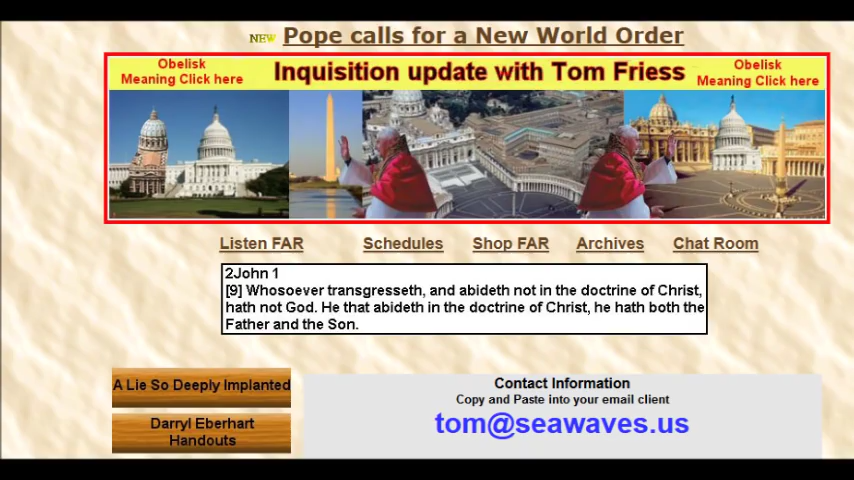 NEW Pope calls for a New World Order
Obelisk
Meaning Click here
Inquisition update with Tom Friess
Obelisk
Meaning Click here
Listen FAR
Schedules
Shop FAR
Archives
Chat Room
2John 1
[9] Whosoever transgresseth, and abideth not in the doctrine of Christ,
hath not God. He that abideth in the doctrine of Christ, he hath both the
Father and the Son.
A Lie So Deeply Implanted
Darryl Eberhart
Handouts
Contact Information
Copy and Paste into your email client
tom@seawaves.us